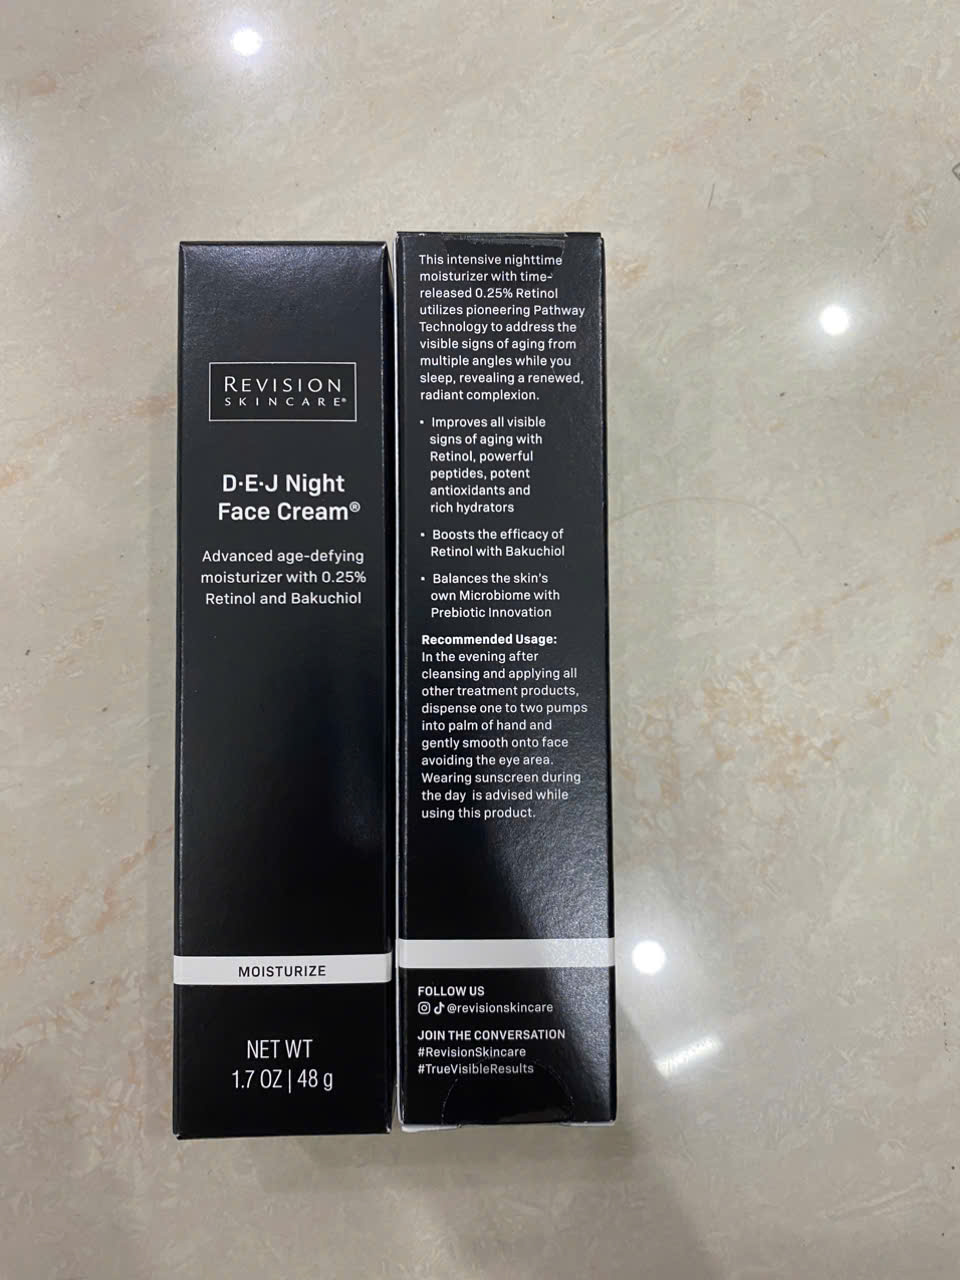 REVISION
SKINCARE®
D·E·J Night
Face Cream®
Advanced age-defying
moisturizer with 0.25%
Retinol and Bakuchiol
MOISTURIZE
NET WT
1.7 OZ | 48 g
This intensive nighttime
moisturizer with time-
released 0.25% Retinol
utilizes pioneering Pathway
Technology to address the
visible signs of aging from
multiple angles while you
sleep, revealing a renewed,
radiant complexion.
• Improves all visible
signs of aging with
Retinol, powerful
peptides, potent
antioxidants and
rich hydrators
• Boosts the efficacy of
Retinol with Bakuchiol
• Balances the skin's
own Microbiome with
Prebiotic Innovation
Recommended Usage:
In the evening after
cleansing and applying all
other treatment products,
dispense one to two pumps
into palm of hand and
gently smooth onto face
avoiding the eye area.
Wearing sunscreen during
the day is advised while
using this product.
FOLLOW US
@revisionskincare
JOIN THE CONVERSATION
#RevisionSkincare
#TrueVisibleResults